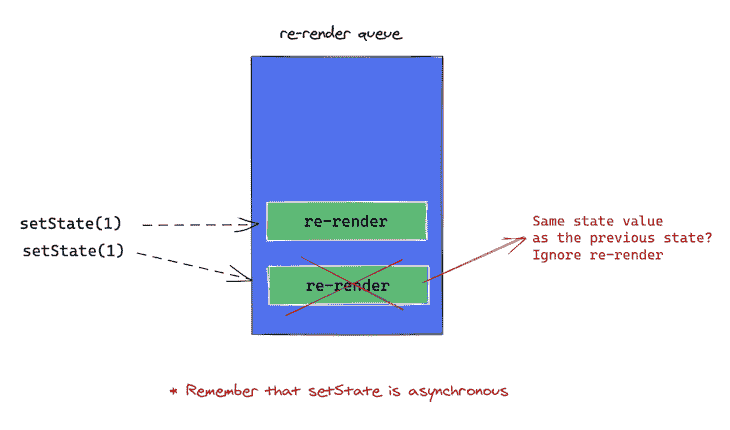 re-render queue
setState(1)
setState(1)
re-render
re-render
Same state value
as the previous state?
Ignore re-render
* Remember that setState is asynchronous